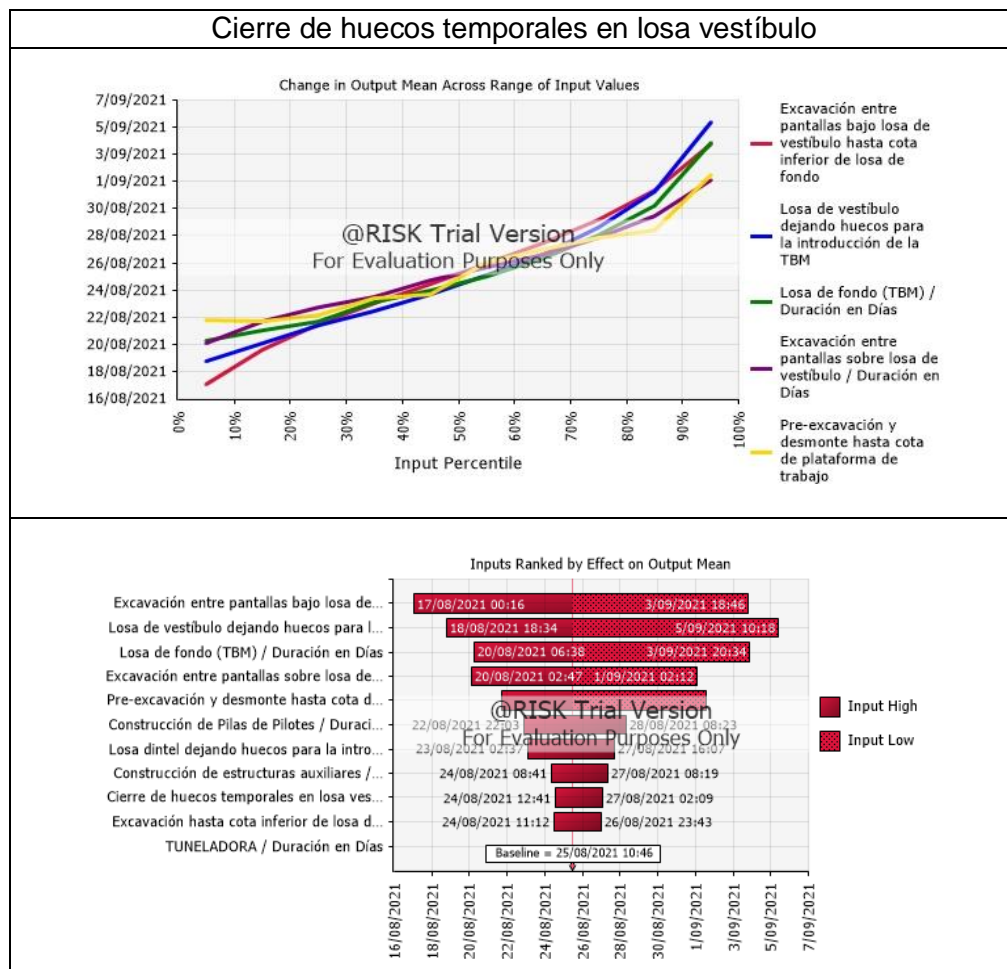 Cierre de huecos temporales en losa vestíbulo
Change in Output Mean Across Range of Input Values
7/09/2021
5/09/2021
3/09/2021
1/09/2021
30/08/2021
28/08/2021
26/08/2021
24/08/2021
22/08/2021
20/08/2021
18/08/2021
16/08/2021
0%
10%
20%
30%
40%
50%
60%
70%
80%
90%
100%
Input Percentile
@RISK Trial Version
For Evaluation Purposes Only
Excavación entre
pantallas bajo losa de
vestíbulo hasta cota
inferior de losa de
fondo
Losa de vestíbulo
dejando huecos para
la introducción de la
TBM
Losa de fondo (TBM) /
Duración en Días
Excavación entre
pantallas sobre losa de
vestíbulo / Duración en
Días
Pre-excavación y
desmonte hasta cota
de plataforma de
trabajo
Inputs Ranked by Effect on Output Mean
Excavación entre pantallas bajo losa de... 17/08/2021 00:16 3/09/2021 18:46
Losa de vestíbulo dejando huecos para l... 18/08/2021 18:34 5/09/2021 10:18
Losa de fondo (TBM) / Duración en Días 20/08/2021 06:38 3/09/2021 20:34
Excavación entre pantallas sobre losa de... 20/08/2021 02:47 1/09/2021 02:12
Pre-excavación y desmonte hasta cota d...
@RISK Trial Version
Construcción de Pilas de Pilotes / Duraci... 22/08/2021 22:03 28/08/2021 08:23
For Evaluation Purposes Only
Losa dintel dejando huecos para la intro... 23/08/2021 02:37 27/08/2021 16:07
Construcción de estructuras auxiliares /... 24/08/2021 08:41 27/08/2021 08:19
Cierre de huecos temporales en losa ves... 24/08/2021 12:41 27/08/2021 02:09
Excavación hasta cota inferior de losa d... 24/08/2021 11:12 26/08/2021 23:43
TUNELADORA / Duración en Días
Baseline = 25/08/2021 10:46
Input High
Input Low
16/08/2021
18/08/2021
20/08/2021
22/08/2021
24/08/2021
26/08/2021
28/08/2021
30/08/2021
1/09/2021
3/09/2021
5/09/2021
7/09/2021